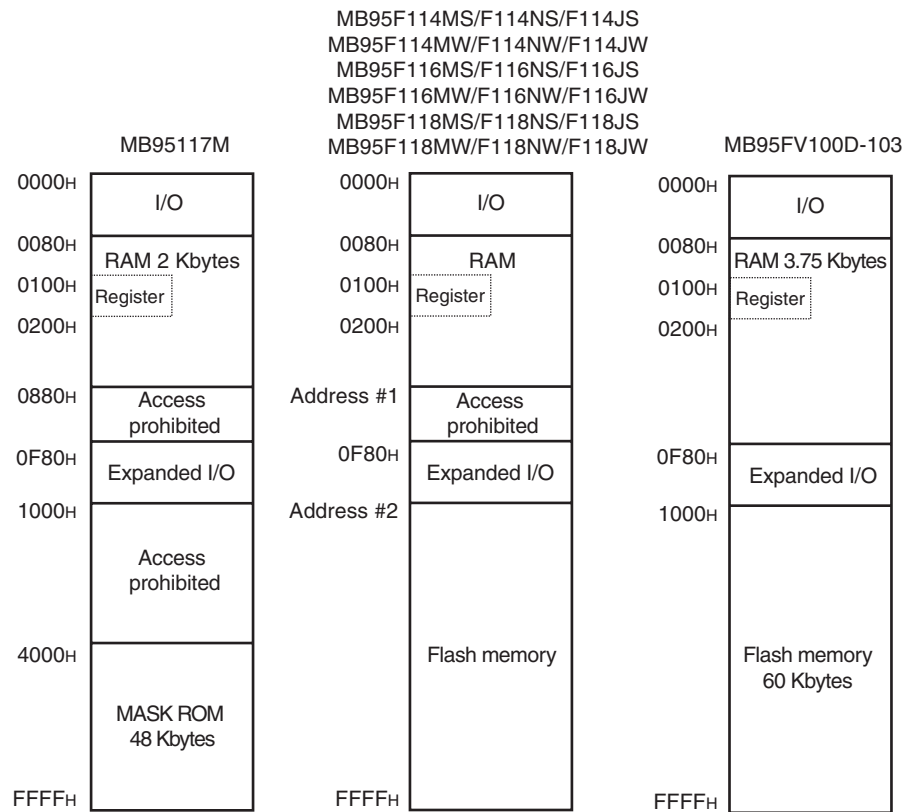 MB95F114MS/F114NS/F114JS
MB95F114MW/F114NW/F114JW
MB95F116MS/F116NS/F116JS
MB95F116MW/F116NW/F116JW
MB95F118MS/F118NS/F118JS
MB95F118MW/F118NW/F118JW
MB95117M
0000H
I/O
0080H
RAM 2 Kbytes
0100H
Register
0200H
0880H
Access
prohibited
0F80H
Expanded I/O
1000H
Access
prohibited
4000H
MASK ROM
48 Kbytes
FFFFH
0000H
I/O
0080H
RAM
0100H
Register
0200H
Address #1
Access
prohibited
0F80H
Expanded I/O
Address #2
Flash memory
FFFFH
MB95FV100D-103
0000H
I/O
0080H
RAM 3.75 Kbytes
0100H
Register
0200H
0F80H
Expanded I/O
1000H
Flash memory
60 Kbytes
FFFFH